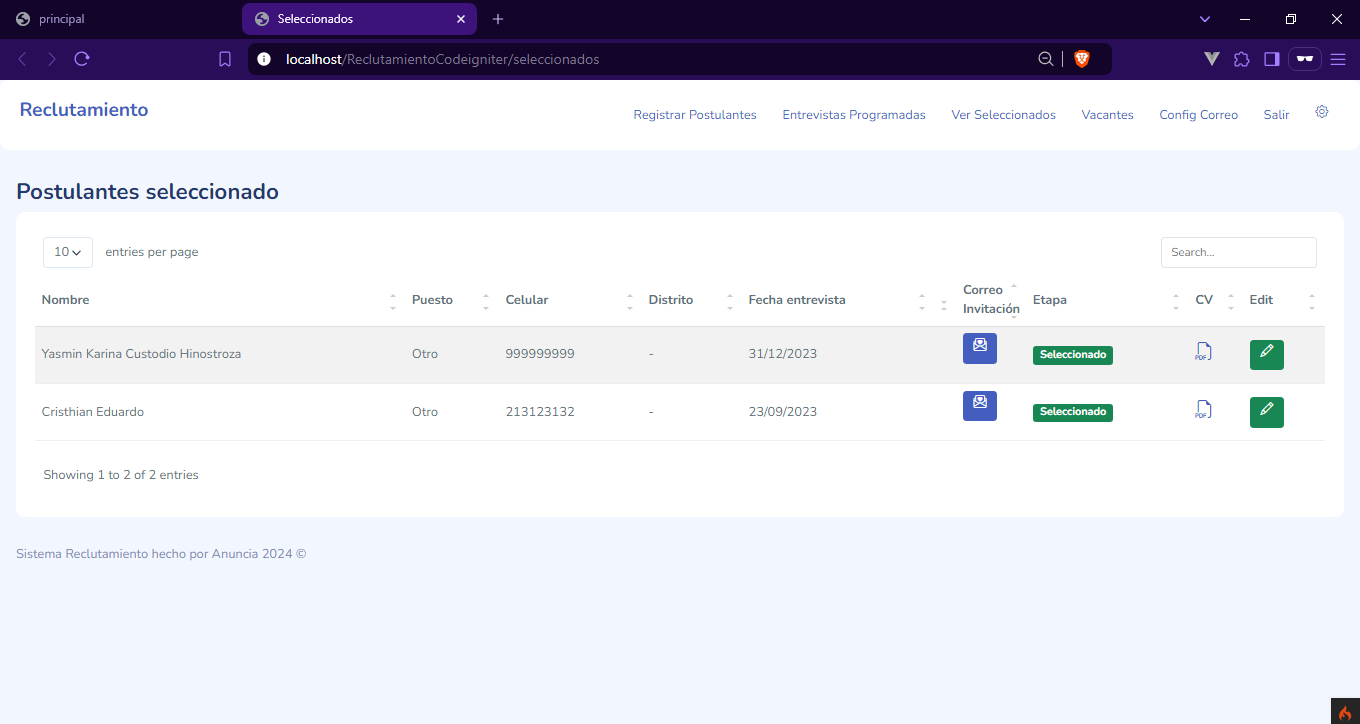 principal
Seleccionados
localhost/ReclutamientoCodeigniter/seleccionados
Reclutamiento
Registrar Postulantes Entrevistas Programadas Ver Seleccionados Vacantes Config Correo Salir
Postulantes seleccionado
10 entries per page Search...
Nombre Puesto Celular Distrito Fecha entrevista Correo Invitación Etapa CV Edit
Yasmin Karina Custodio Hinostroza Otro 999999999 - 31/12/2023 Seleccionado PDF
Cristhian Eduardo Otro 213123132 - 23/09/2023 Seleccionado PDF
Showing 1 to 2 of 2 entries
Sistema Reclutamiento hecho por Anuncia 2024 ©